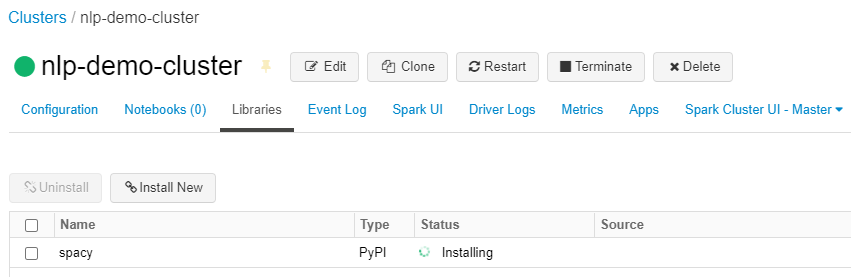 Clusters / nlp-demo-cluster
nlp-demo-cluster Edit Clone Restart Terminate Delete
Configuration Notebooks (0) Libraries Event Log Spark UI Driver Logs Metrics Apps Spark Cluster UI - Master
Uninstall Install New
Name Type Status Source
spacy PyPI Installing